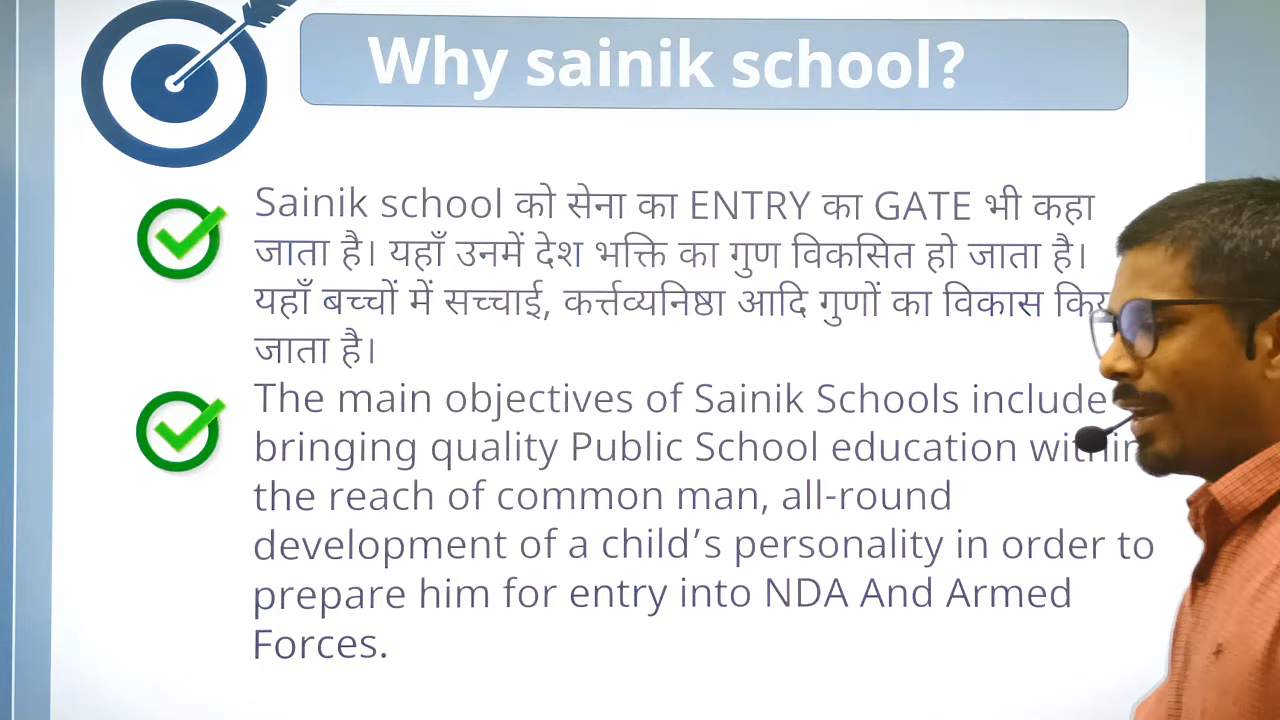 Why sainik school?
Sainik school को सेना का ENTRY का GATE भी कहा
जाता है। यहाँ उनमें देश भक्ति का गुण विकसित हो जाता है।
यहाँ बच्चों में सच्चाई, कर्त्तव्यनिष्ठा आदि गुणों का विकास
जाता है।
The main objectives of Sainik Schools include
bringing quality Public School education within
the reach of common man, all-round
development of a child’s personality in order to
prepare him for entry into NDA And Armed
Forces.